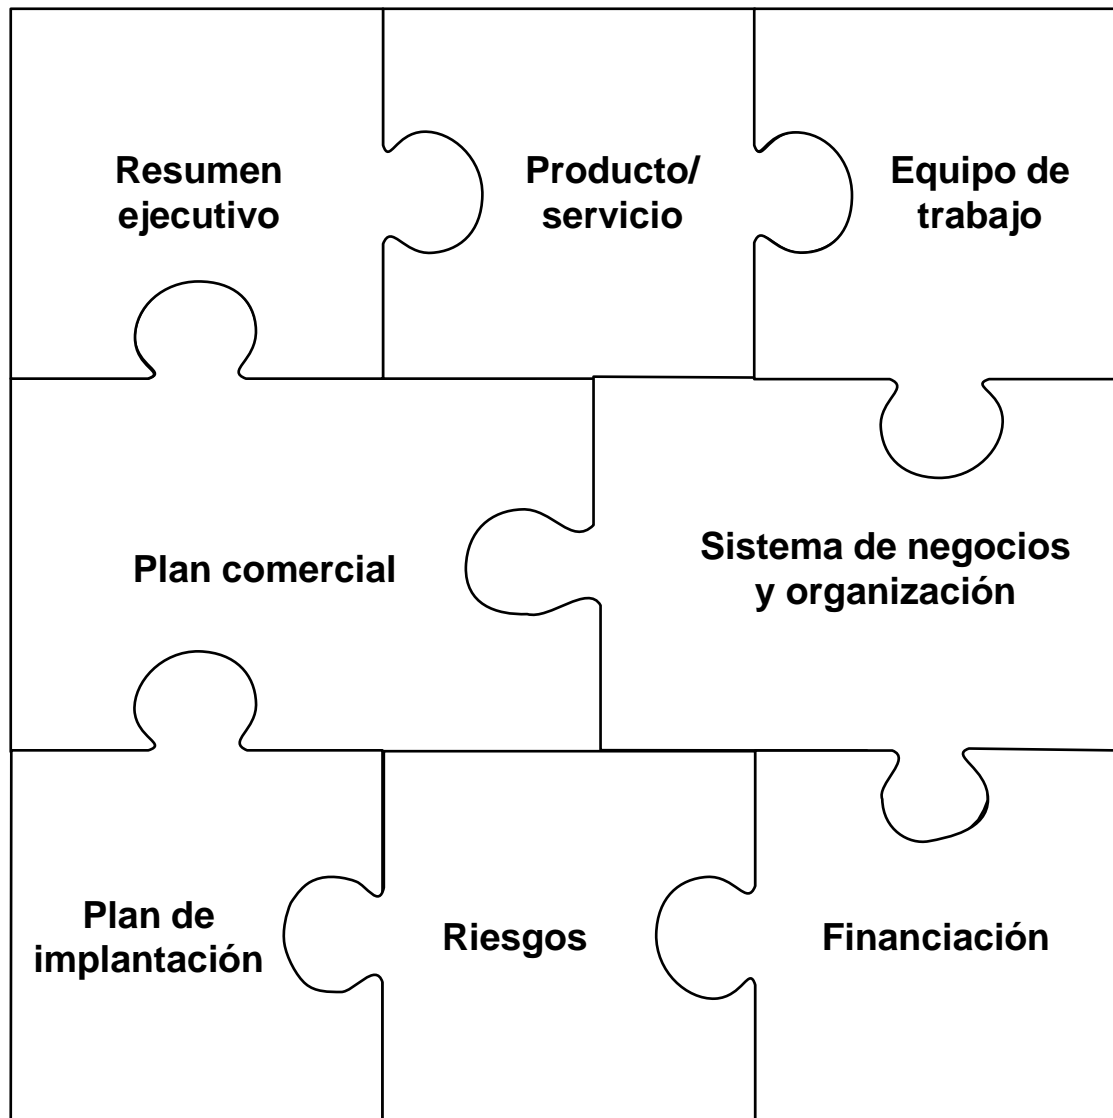 Resumen
ejecutivo
Producto/
servicio
Equipo de
trabajo
Plan comercial
Sistema de negocios
y organización
Plan de
implantación
Riesgos
Financiación